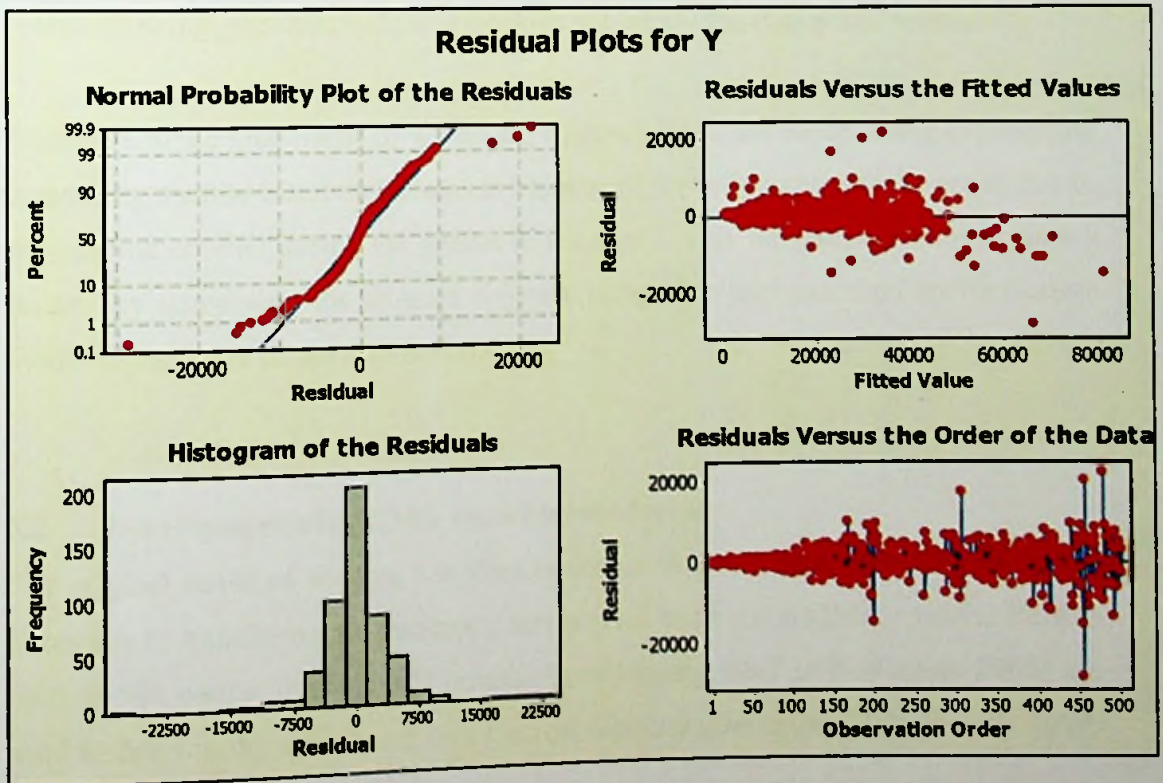 Residual Plots for Y
Normal Probability Plot of the Residuals
99.9
99
90
50
10
1
0.1
Percent
-20000 0 20000
Residual
Residuals Versus the Fitted Values
20000
0
-20000
Residual
0 20000 40000 60000 80000
Fitted Value
Histogram of the Residuals
200
150
100
50
0
Frequency
-22500 -15000 -7500 0 7500 15000 22500
Residual
Residuals Versus the Order of the Data
20000
0
-20000
Residual
1 50 100 150 200 250 300 350 400 450 500
Observation Order